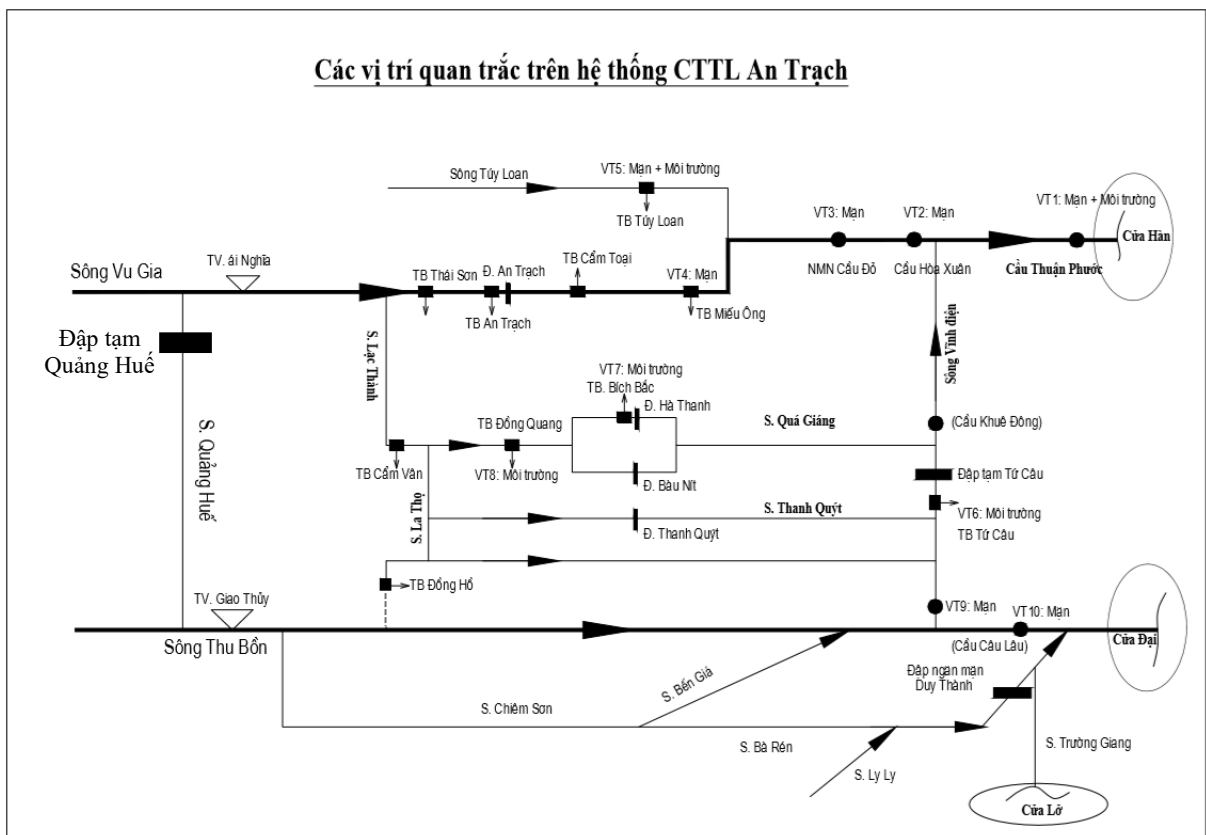 Các vị trí quan trắc trên hệ thống CTTL An Trạch
Sông Túy Loan
VT5: Mạn + Môi trường
TB Túy Loan
VT3: Mạn
VT2: Mạn
VT1: Mạn + Môi trường
Cửa Hàn
NMN Cầu Đỏ
Cầu Hòa Xuân
Cầu Thuận Phước
Sông Vu Gia
TV. ái Nghĩa
TB Thái Sơn
Đ. An Trạch
TB Cẩm Toại
VT4: Mạn
TB An Trạch
TB Miếu Ông
Đập tạm
Quảng Huế
S. Lạc Thành
Sông Vĩnh điện
VT7: Môi trường
TB. Bích Bắc
Đ. Hà Thanh
S. Quá Giáng
(Cầu Khuê Đông)
TB Đồng Quang
TB Cẩm Vân
VT8: Môi trường
Đ. Bàu Nít
Đập tạm Tứ Câu
S. Quảng Huế
S. La Thọ
S. Thanh Quýt
Đ. Thanh Quýt
VT6: Môi trường
TB Tứ Câu
TB Đồng Hồ
TV. Giao Thủy
VT9: Mạn
VT10: Mạn
Sông Thu Bồn
(Cầu Câu Lâu)
Cửa Đại
S. Bến Giá
Đập ngăn mặn
Duy Thành
S. Chiêm Sơn
S. Bà Rén
S. Ly Ly
S. Trường Giang
Cửa Lở